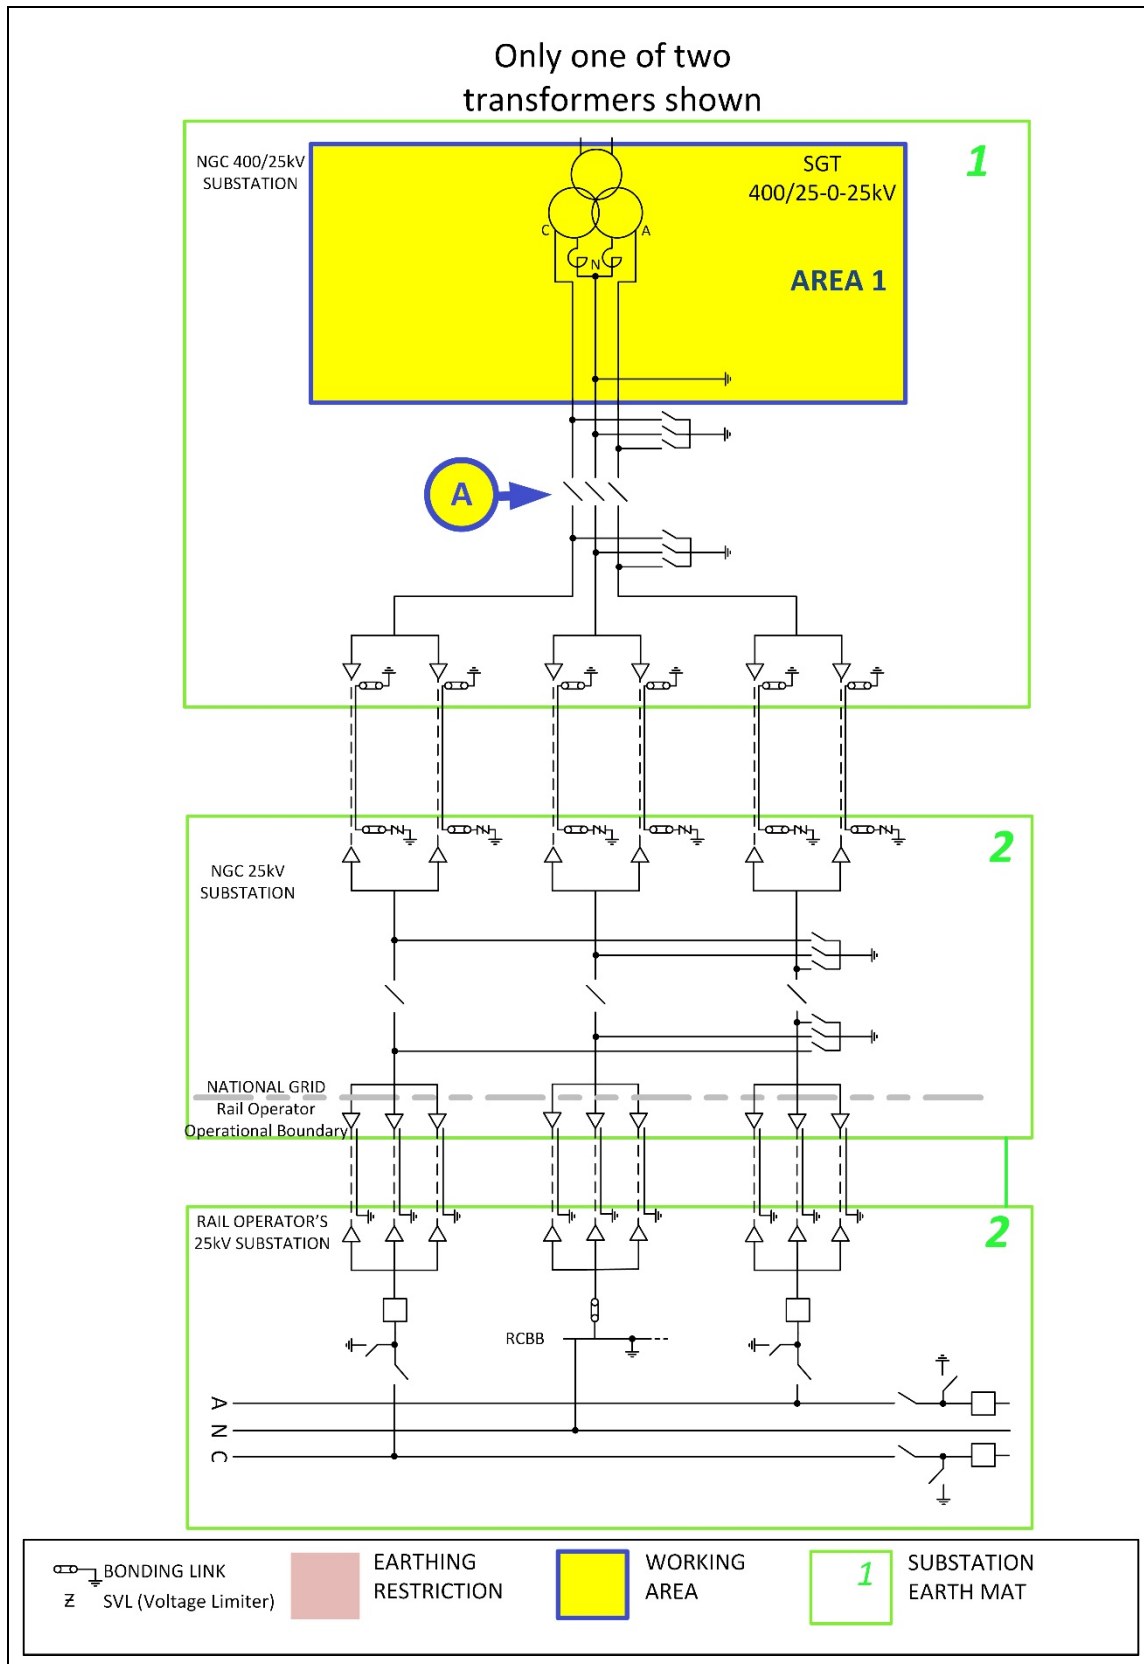 Only one of two
transformers shown
NGC 400/25kV
SUBSTATION
SGT
400/25-0-25kV
1
C
A
N
AREA 1
A
2
NGC 25kV
SUBSTATION
NATIONAL GRID
Rail Operator
Operational Boundary
RAIL OPERATOR'S
25kV SUBSTATION
2
RCBB
A
N
C
BONDING LINK
SVL (Voltage Limiter)
EARTHING
RESTRICTION
WORKING
AREA
1
SUBSTATION
EARTH MAT